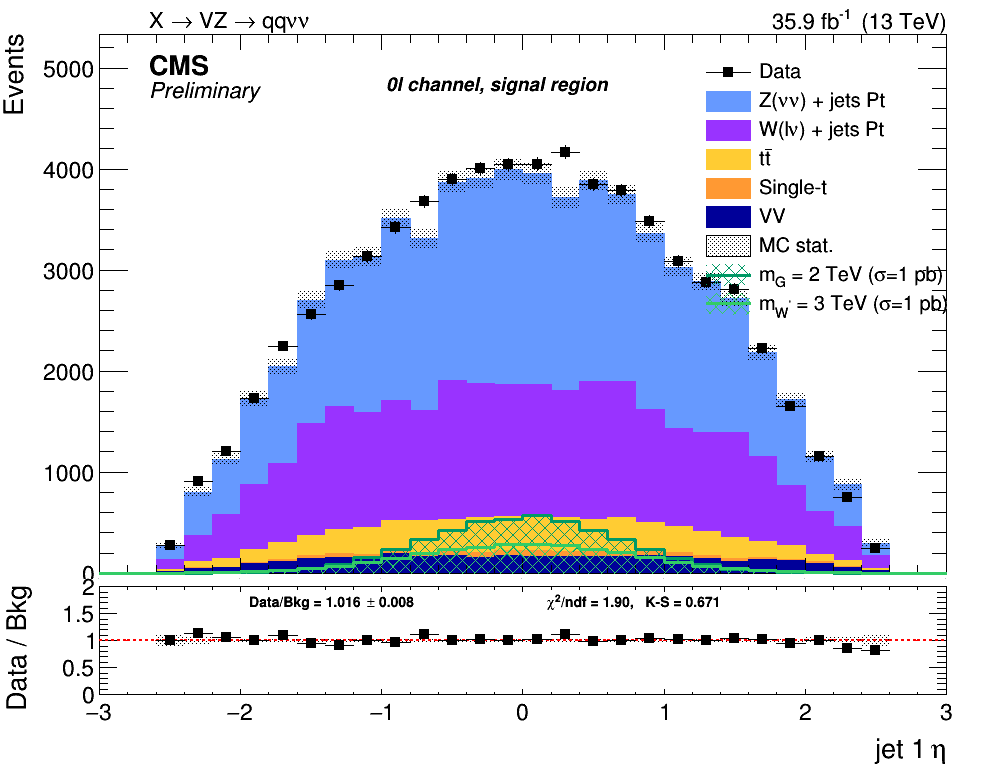 X → VZ → qqνν
35.9 fb⁻¹ (13 TeV)
Events
CMS
Preliminary
0l channel, signal region
Data
Z(νν) + jets Pt
W(lν) + jets Pt
tt̄
Single-t
VV
MC stat.
m_G = 2 TeV (σ=1 pb)
m_W' = 3 TeV (σ=1 pb)
5000
4000
3000
2000
1000
0
Data / Bkg
2
1.5
1
0.5
0
Data/Bkg = 1.016 ± 0.008
χ²/ndf = 1.90, K-S = 0.671
−3 −2 −1 0 1 2 3
jet 1 η